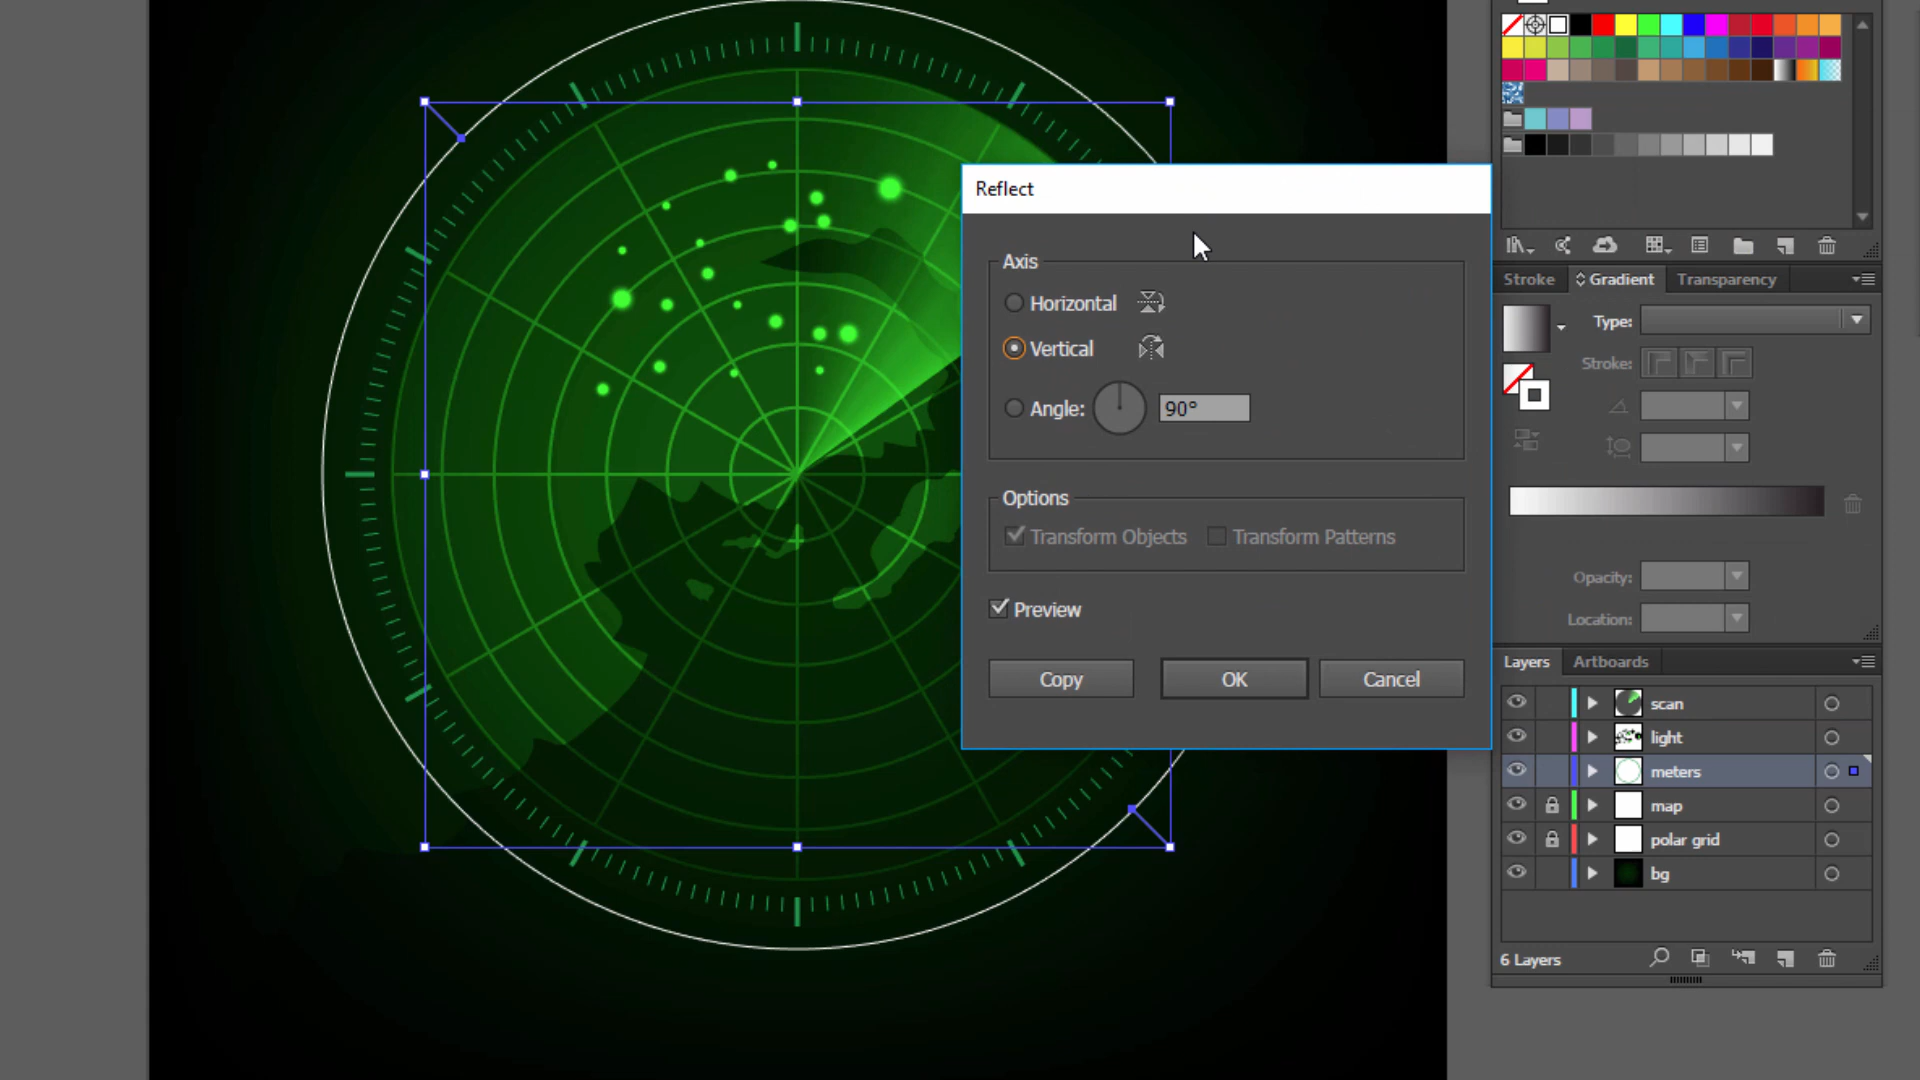 Reflect
Axis
Horizontal
Vertical
Angle: 90°
Options
Transform Objects Transform Patterns
Preview
Copy OK Cancel
Stroke Gradient Transparency
Type:
Stroke:
Opacity:
Location:
Layers Artboards
scan
light
meters
map
polar grid
bg
6 Layers